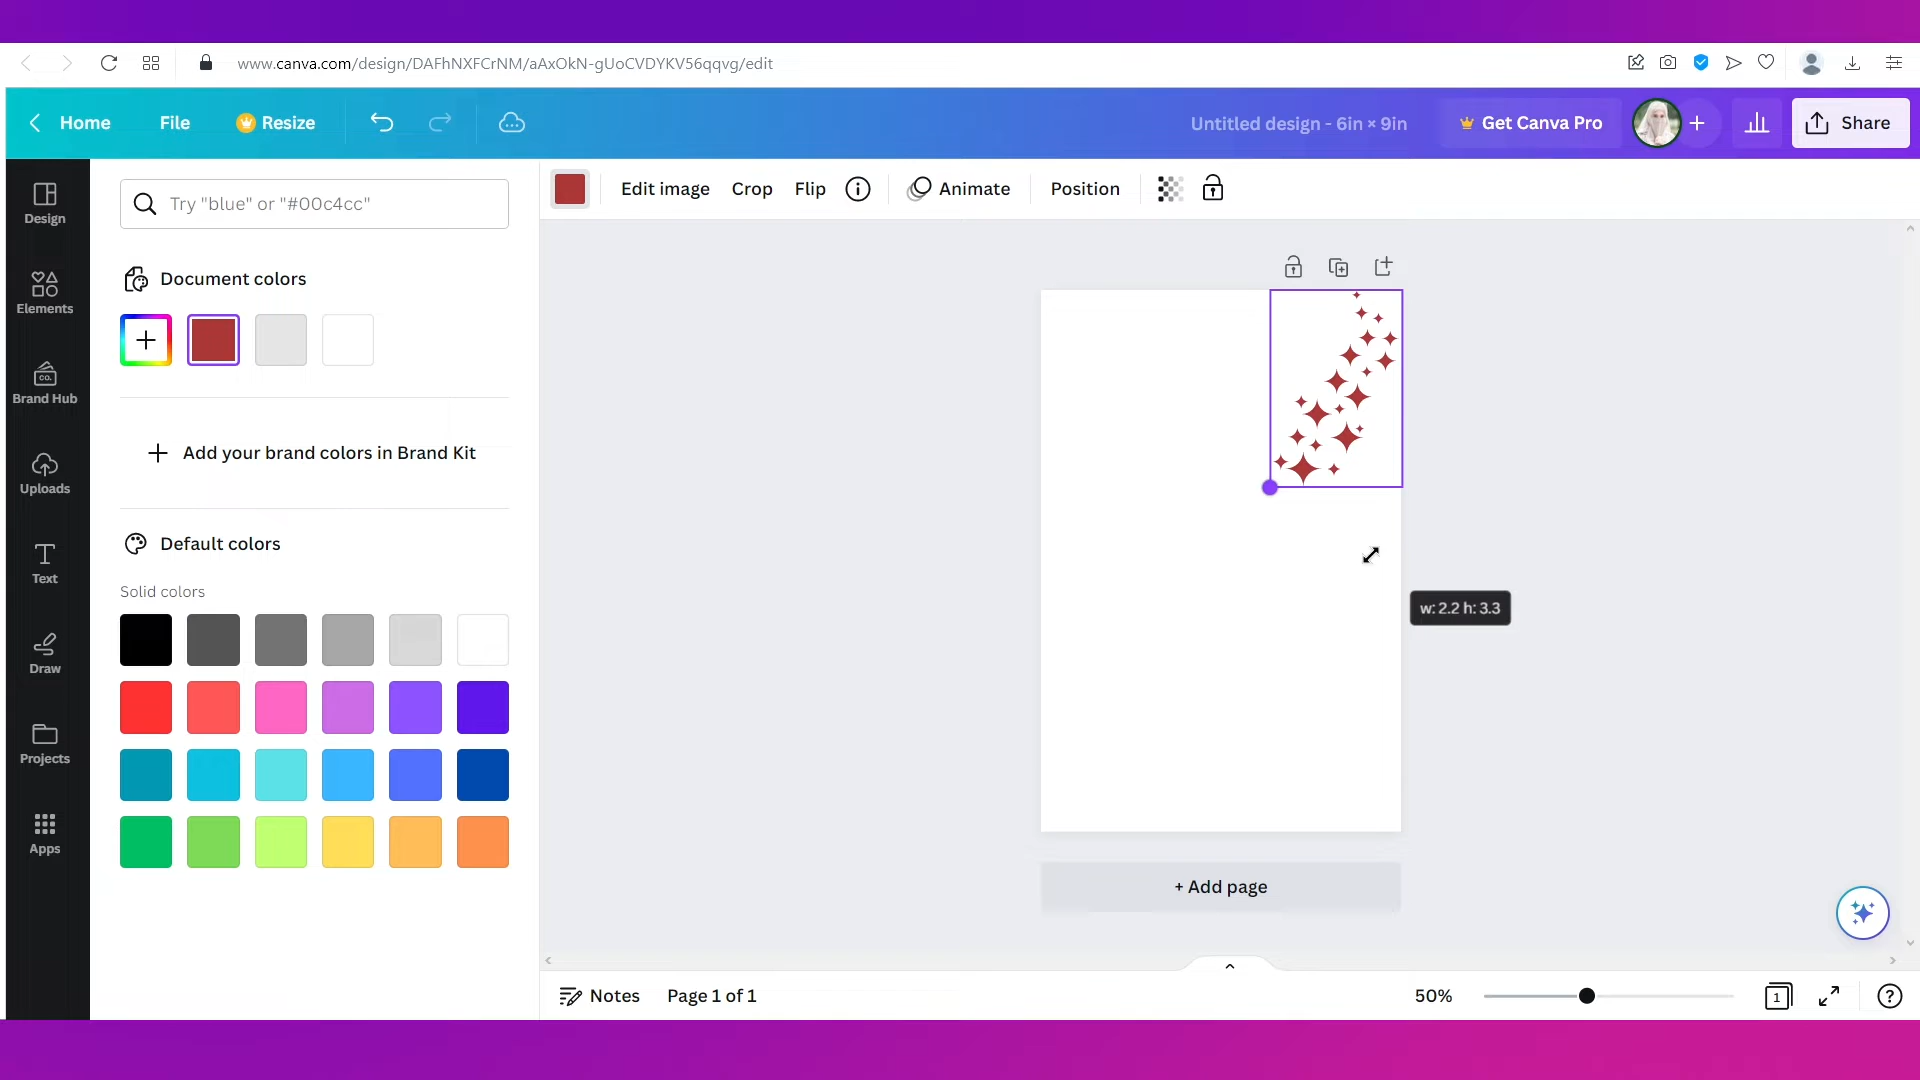 www.canva.com/design/DAFhNXFCrNM/aAxOkN-gUoCVDYKV56qqvg/edit
Home
File
Resize
Untitled design - 6in × 9in
Get Canva Pro
Share
Design
Elements
CO.
Brand Hub
Uploads
Text
Draw
Projects
Apps
Try "blue" or "#00c4cc"
Document colors
Add your brand colors in Brand Kit
Default colors
Solid colors
Edit image
Crop
Flip
Animate
Position
w: 2.2 h: 3.3
+ Add page
Notes
Page 1 of 1
50%
1